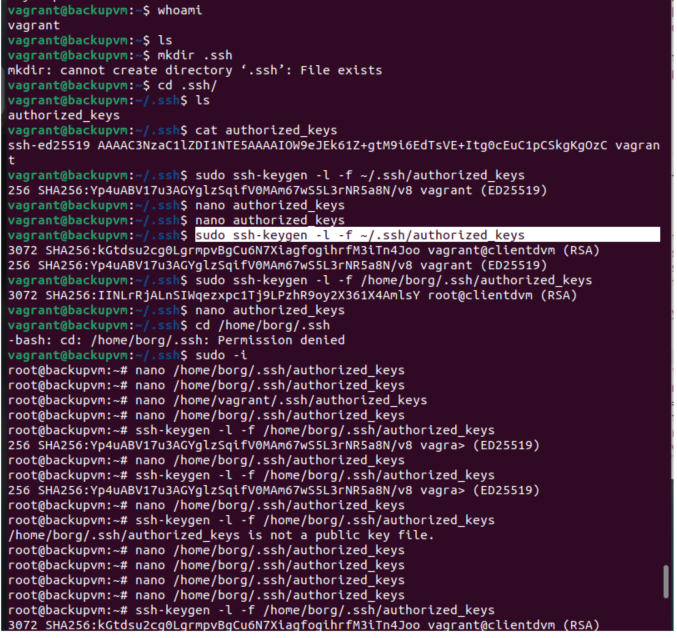 vagrant@backupvm:~$ whoami
vagrant
vagrant@backupvm:~$ ls
vagrant@backupvm:~$ mkdir .ssh
mkdir: cannot create directory ‘.ssh’: File exists
vagrant@backupvm:~$ cd .ssh/
vagrant@backupvm:~/.ssh$ ls
authorized_keys
vagrant@backupvm:~/.ssh$ cat authorized_keys
ssh-ed25519 AAAAC3NzaC1lZDI1NTE5AAAAIOW9eJEk61Z+gtM9i6EdTsVE+Itg0cEuC1pCSkgKgOzC vagran
t
vagrant@backupvm:~/.ssh$ sudo ssh-keygen -l -f ~/.ssh/authorized_keys
256 SHA256:Yp4uABV17u3AGYglzSqifV0MAm67wS5L3rNR5a8N/v8 vagrant (ED25519)
vagrant@backupvm:~/.ssh$ nano authorized_keys
vagrant@backupvm:~/.ssh$ nano authorized_keys
vagrant@backupvm:~/.ssh$ sudo ssh-keygen -l -f ~/.ssh/authorized_keys
3072 SHA256:kGtdsu2cg0LgrmpvBgCu6N7XiagfogihrfM3iTn4Joo vagrant@clientdvm (RSA)
256 SHA256:Yp4uABV17u3AGYglzSqifV0MAm67wS5L3rNR5a8N/v8 vagrant (ED25519)
vagrant@backupvm:~/.ssh$ sudo ssh-keygen -l -f /home/borg/.ssh/authorized_keys
3072 SHA256:IINLrRjALnSIWqezxpc1Tj9LPzhR9oy2X361X4AmlsY root@clientdvm (RSA)
vagrant@backupvm:~/.ssh$ nano authorized_keys
vagrant@backupvm:~/.ssh$ cd /home/borg/.ssh
-bash: cd: /home/borg/.ssh: Permission denied
vagrant@backupvm:~/.ssh$ sudo -i
root@backupvm:~# nano /home/borg/.ssh/authorized_keys
root@backupvm:~# nano /home/borg/.ssh/authorized_keys
root@backupvm:~# nano /home/vagrant/.ssh/authorized_keys
root@backupvm:~# nano /home/borg/.ssh/authorized_keys
root@backupvm:~# ssh-keygen -l -f /home/borg/.ssh/authorized_keys
256 SHA256:Yp4uABV17u3AGYglzSqifV0MAm67wS5L3rNR5a8N/v8 vagra> (ED25519)
root@backupvm:~# nano /home/borg/.ssh/authorized_keys
root@backupvm:~# ssh-keygen -l -f /home/borg/.ssh/authorized_keys
256 SHA256:Yp4uABV17u3AGYglzSqifV0MAm67wS5L3rNR5a8N/v8 vagra> (ED25519)
root@backupvm:~# nano /home/borg/.ssh/authorized_keys
root@backupvm:~# ssh-keygen -l -f /home/borg/.ssh/authorized_keys
/home/borg/.ssh/authorized_keys is not a public key file.
root@backupvm:~# nano /home/borg/.ssh/authorized_keys
root@backupvm:~# nano /home/borg/.ssh/authorized_keys
root@backupvm:~# nano /home/borg/.ssh/authorized_keys
root@backupvm:~# nano /home/borg/.ssh/authorized_keys
root@backupvm:~# ssh-keygen -l -f /home/borg/.ssh/authorized_keys
3072 SHA256:kGtdsu2cg0LgrmpvBgCu6N7XiagfogihrfM3iTn4Joo vagrant@clientdvm (RSA)